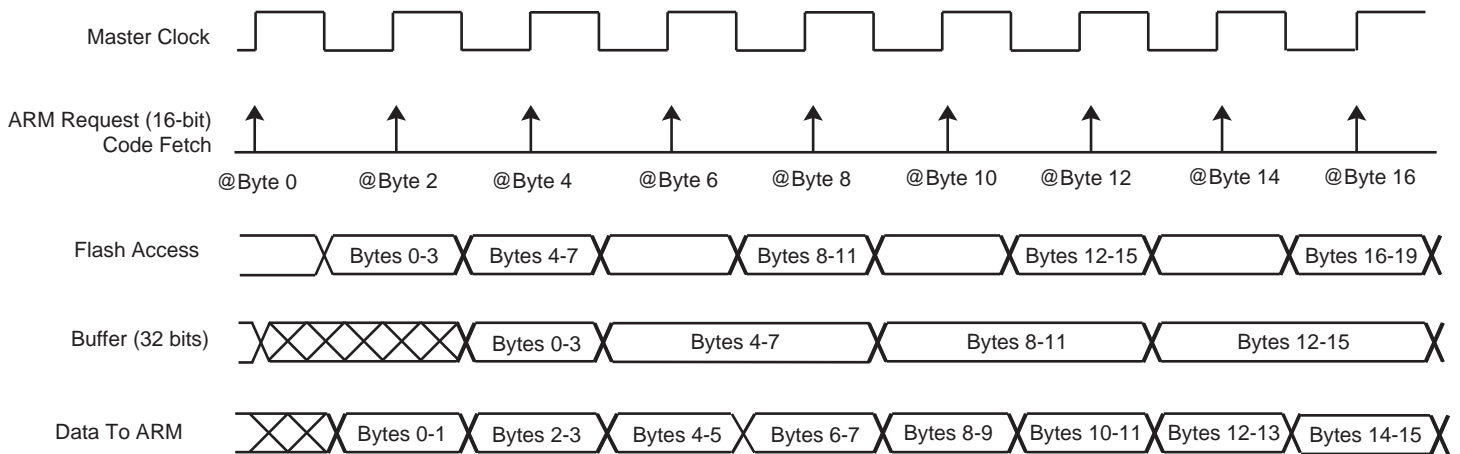 Master Clock
ARM Request (16-bit)
Code Fetch
@Byte 0 @Byte 2 @Byte 4 @Byte 6 @Byte 8 @Byte 10 @Byte 12 @Byte 14 @Byte 16
Flash Access Bytes 0-3 Bytes 4-7 Bytes 8-11 Bytes 12-15 Bytes 16-19
Buffer (32 bits) Bytes 0-3 Bytes 4-7 Bytes 8-11 Bytes 12-15
Data To ARM Bytes 0-1 Bytes 2-3 Bytes 4-5 Bytes 6-7 Bytes 8-9 Bytes 10-11 Bytes 12-13 Bytes 14-15